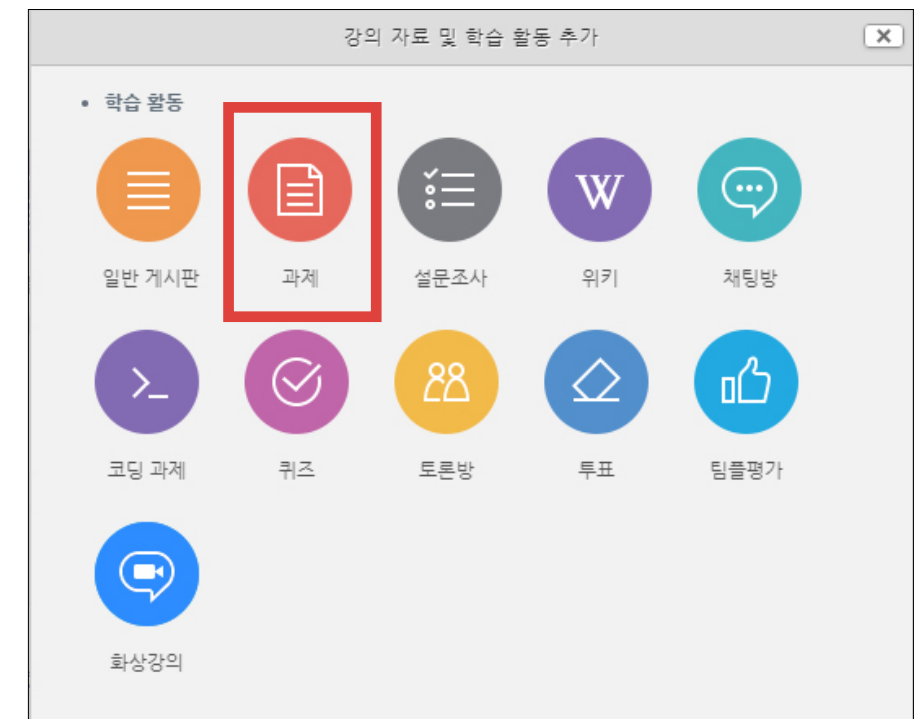 강의 자료 및 학습 활동 추가
학습 활동
일반 게시판 과제 설문조사 위키 채팅방
코딩 과제 퀴즈 토론방 투표 팀플평가
화상강의